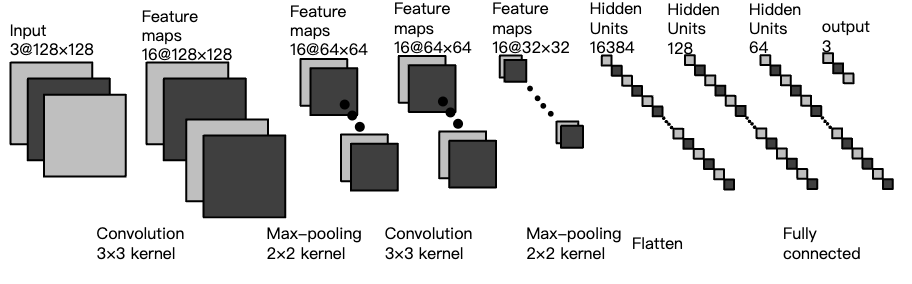 Input
3@128×128
Feature
maps
16@128×128
Feature
maps
16@64×64
Feature
maps
16@64×64
Feature
maps
16@32×32
Hidden
Units
16384
Hidden
Units
128
Hidden
Units
64
output
3
Convolution
3×3 kernel
Max–pooling
2×2 kernel
Convolution
3×3 kernel
Max–pooling
2×2 kernel
Flatten
Fully
connected